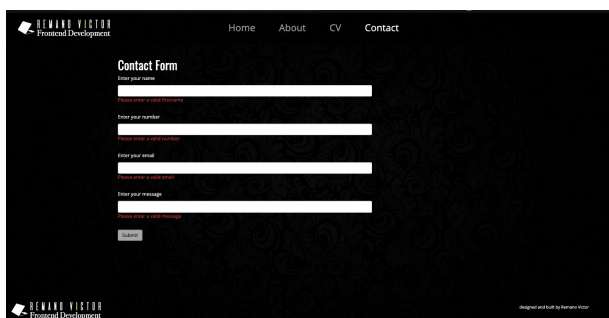 REMANO VICTOR
Frontend Development
Home About CV Contact
Contact Form
Enter your name
Please enter a valid firstname
Enter your number
Please enter a valid number
Enter your email
Please enter a valid email
Enter your message
Please enter a valid message
Submit
REMANO VICTOR
Frontend Development
designed and built by Remano Victor